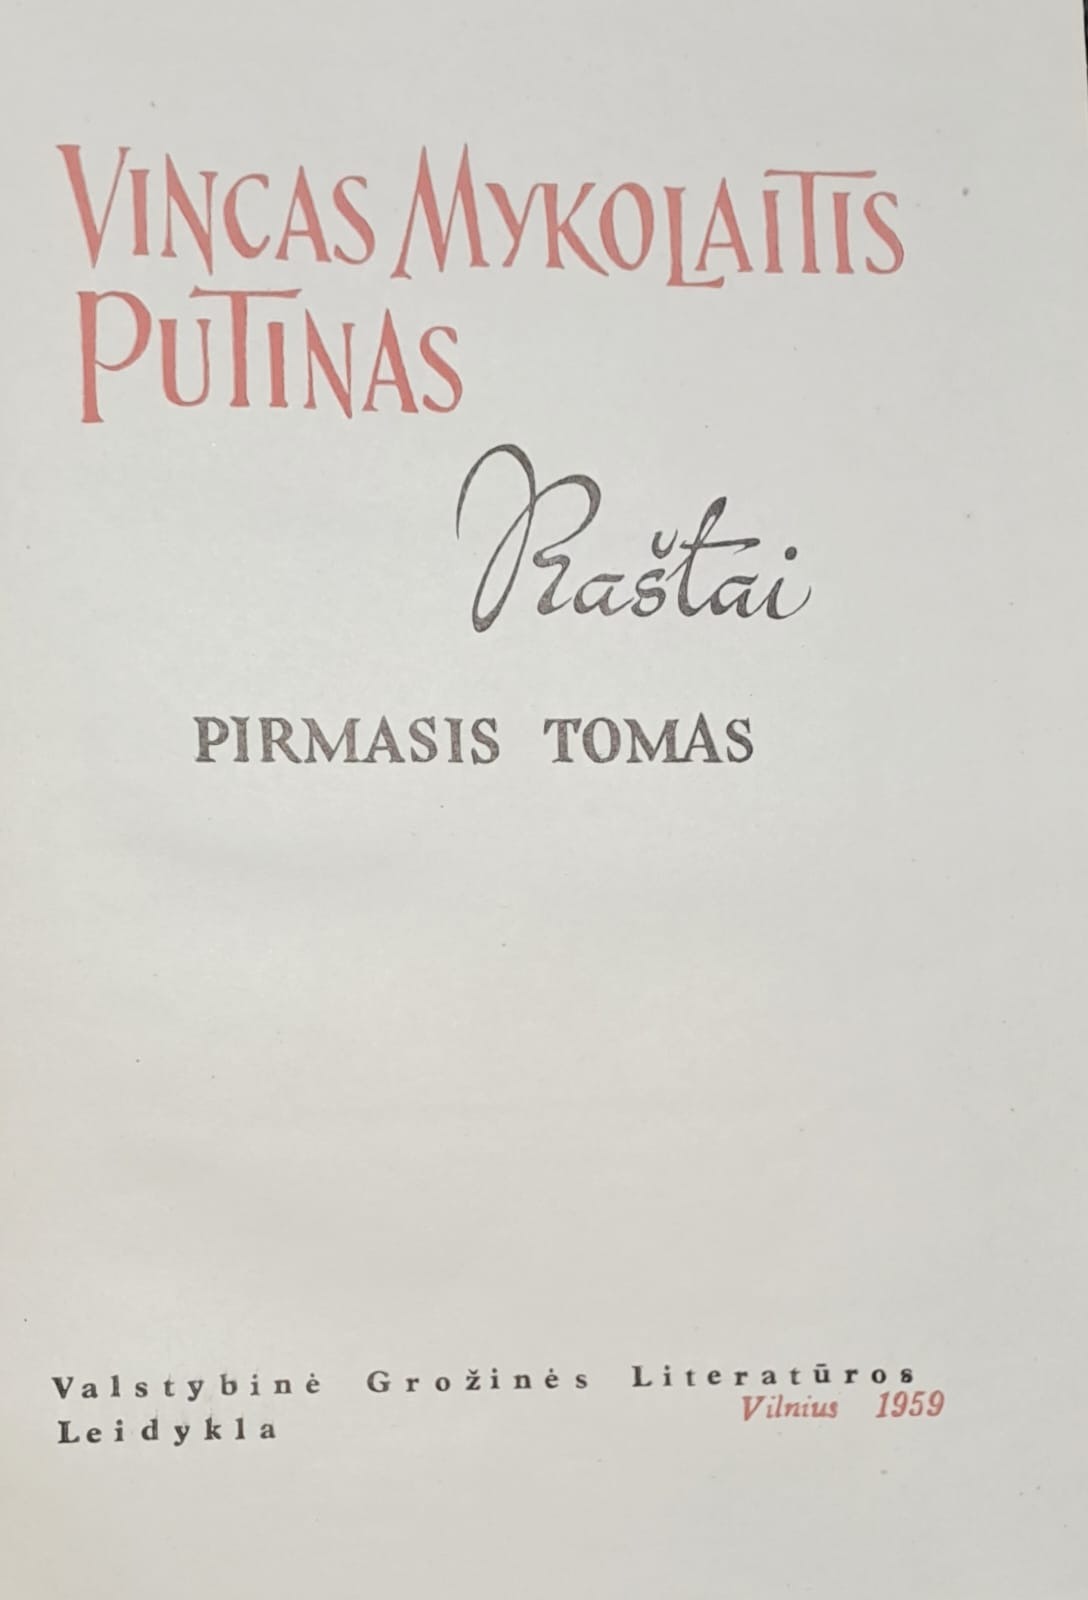 VINCAS MYKOLAITIS
PUTINAS
Raštai
PIRMASIS TOMAS
Valstybinė Grožinės Literatūros
Leidykla
Vilnius 1959